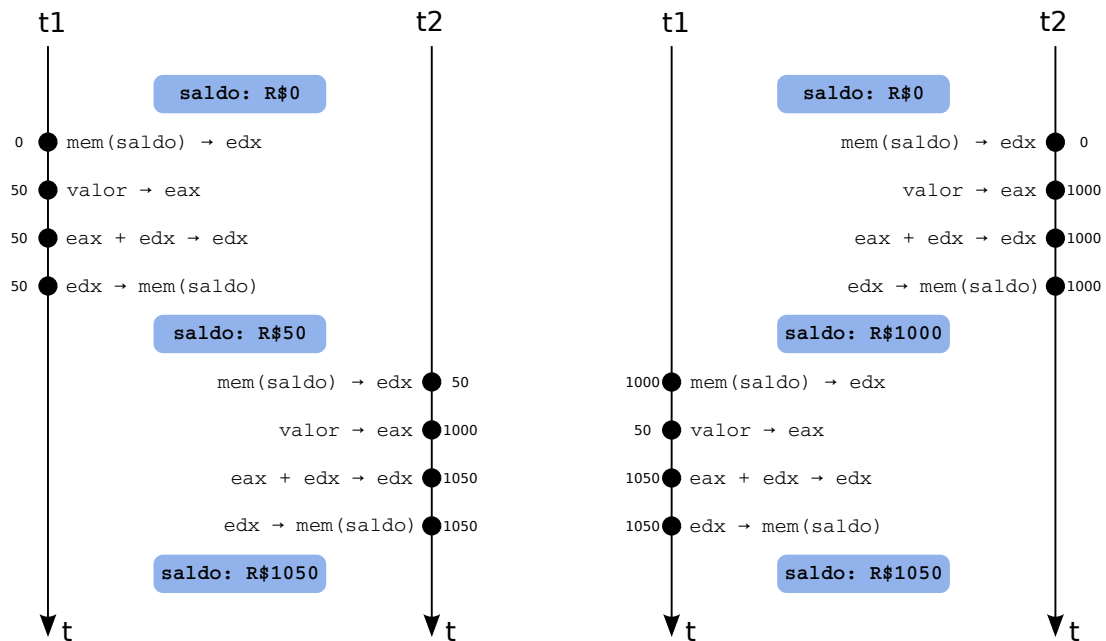 t1
t2
saldo: R$0
0 mem(saldo) → edx
50 valor → eax
50 eax + edx → edx
50 edx → mem(saldo)
saldo: R$50
mem(saldo) → edx 50
valor → eax 1000
eax + edx → edx 1050
edx → mem(saldo) 1050
saldo: R$1050
t
t
t1
t2
saldo: R$0
mem(saldo) → edx 0
valor → eax 1000
eax + edx → edx 1000
edx → mem(saldo) 1000
saldo: R$1000
1000 mem(saldo) → edx
50 valor → eax
1050 eax + edx → edx
1050 edx → mem(saldo)
saldo: R$1050
t
t